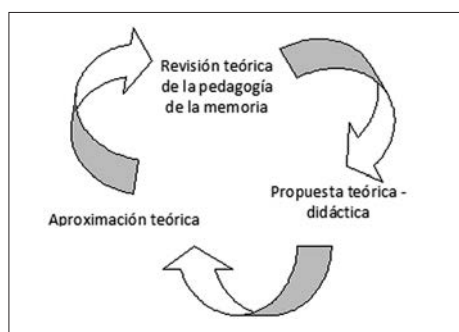 Revisión teórica
de la pedagogía
de la memoria
Propuesta teórica -
didáctica
Aproximación teórica